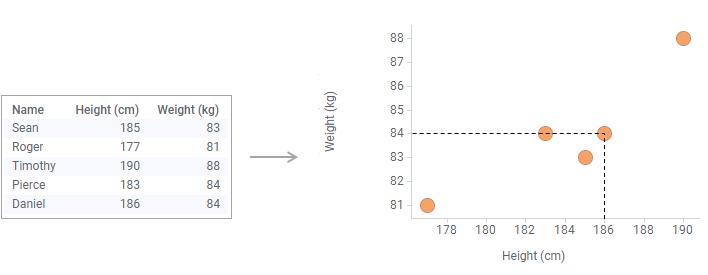 Name Height (cm) Weight (kg)
Sean 185 83
Roger 177 81
Timothy 190 88
Pierce 183 84
Daniel 186 84
Weight (kg)
88
87
86
85
84
83
82
81
178 180 182 184 186 188 190
Height (cm)